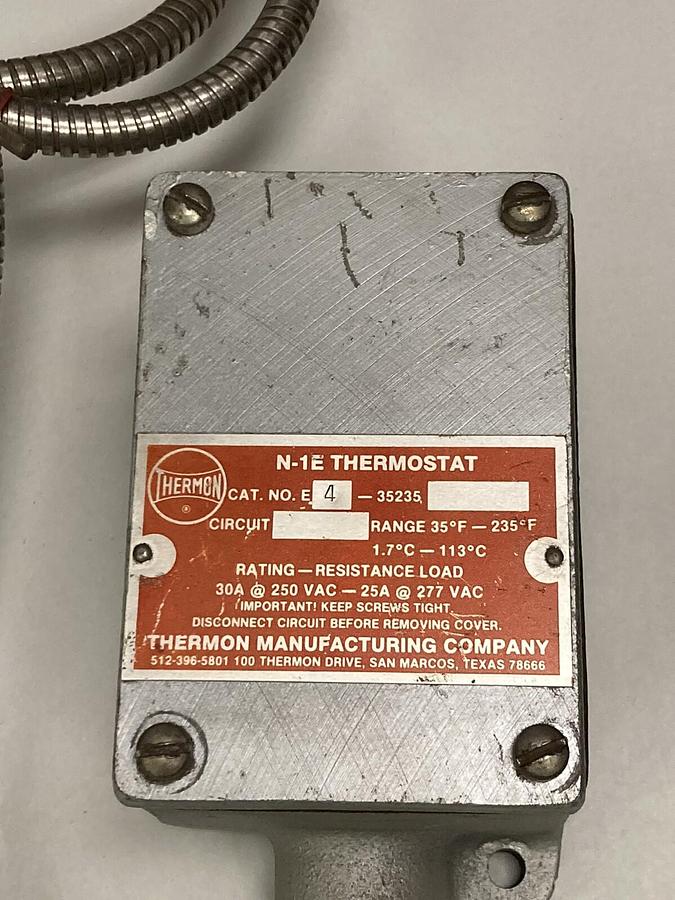 N-1E THERMOSTAT
THERMON
®
CAT. NO. E 4 — 35235
CIRCUIT RANGE 35°F — 235°F
1.7°C — 113°C
RATING — RESISTANCE LOAD
30A @ 250 VAC — 25A @ 277 VAC
IMPORTANT! KEEP SCREWS TIGHT.
DISCONNECT CIRCUIT BEFORE REMOVING COVER.
THERMON MANUFACTURING COMPANY
512-396-5801 100 THERMON DRIVE, SAN MARCOS, TEXAS 78666